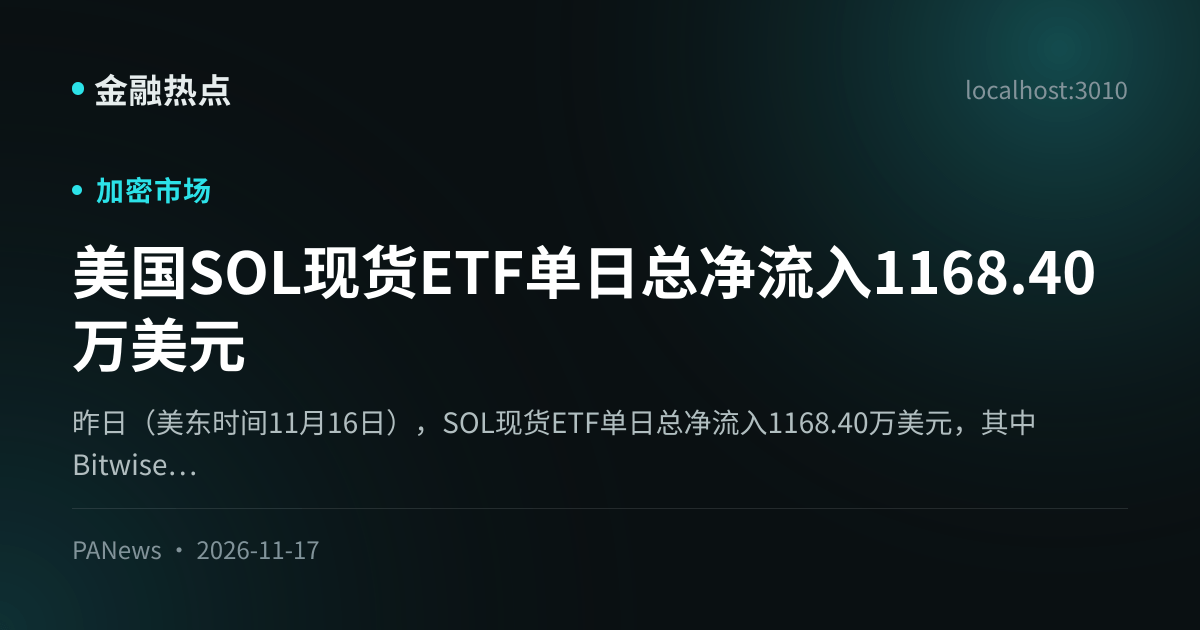 金融热点
localhost:3010
加密市场
美国SOL现货ETF单日总净流入1168.40
万美元
昨日（美东时间11月16日），SOL现货ETF单日总净流入1168.40万美元，其中
Bitwise…
PANews • 2026-11-17